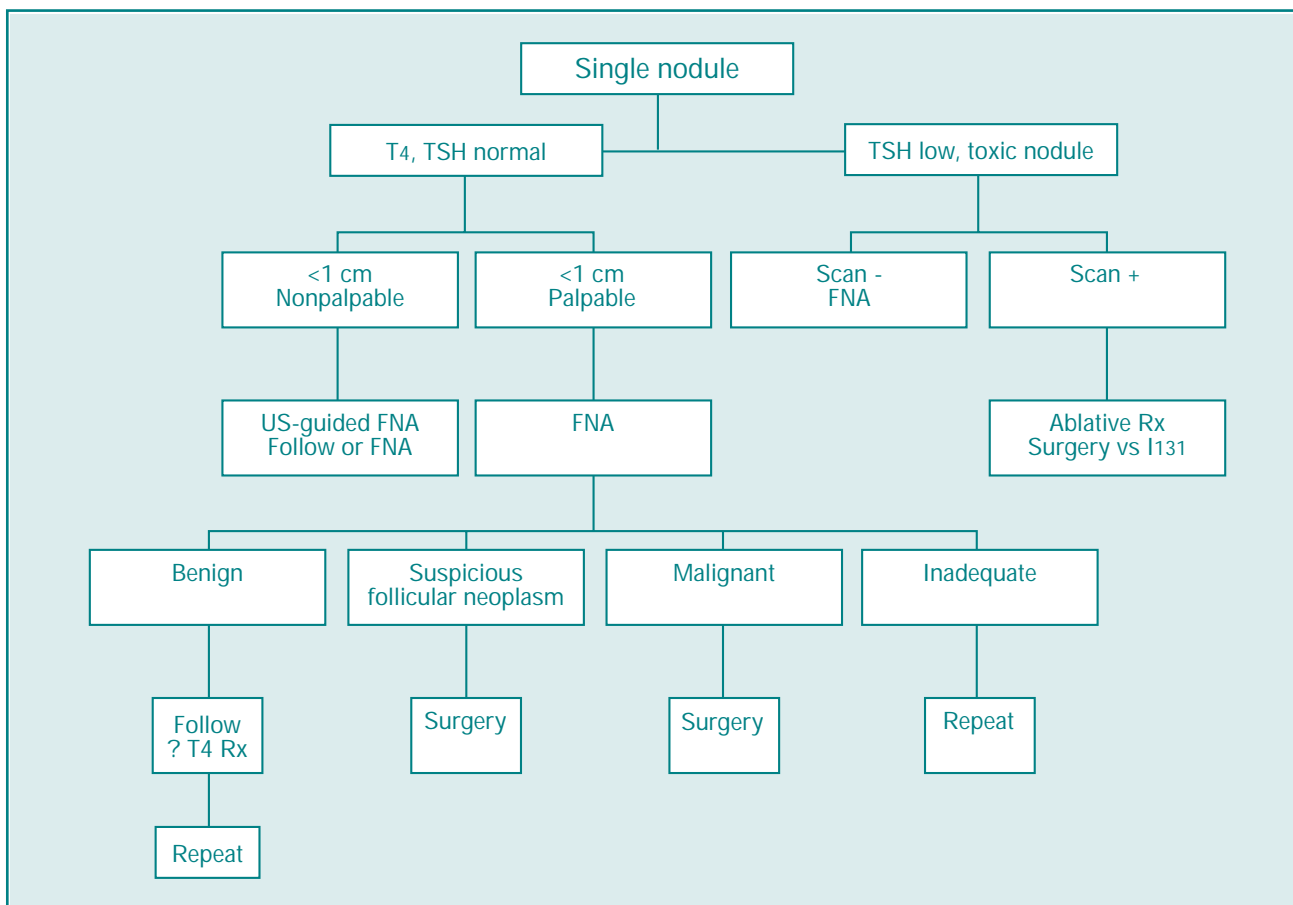 Single nodule
T4, TSH normal
TSH low, toxic nodule
<1 cm
Nonpalpable
<1 cm
Palpable
Scan -
FNA
Scan +
US-guided FNA
Follow or FNA
FNA
Ablative Rx
Surgery vs I131
Benign
Suspicious
follicular neoplasm
Malignant
Inadequate
Follow
? T4 Rx
Surgery
Surgery
Repeat
Repeat